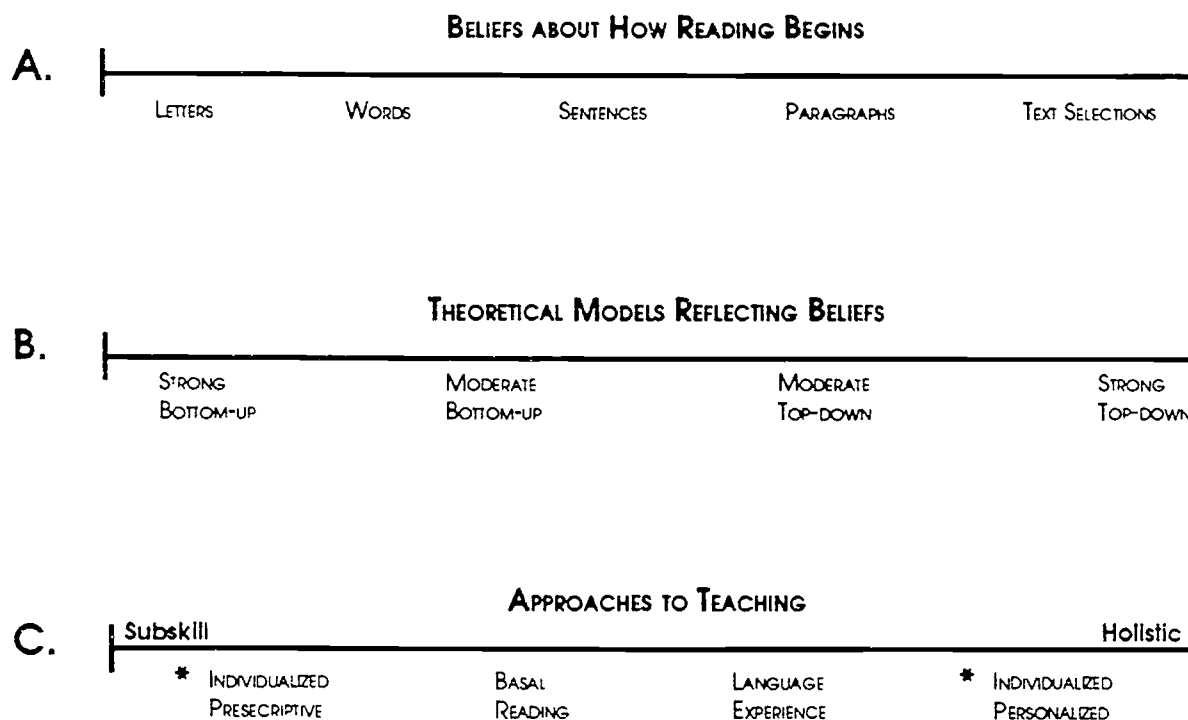 BELIEFS ABOUT HOW READING BEGINS
A.
LETTERS WORDS SENTENCES PARAGRAPHS TEXT SELECTIONS
THEORETICAL MODELS REFLECTING BELIEFS
B.
STRONG MODERATE MODERATE STRONG
BOTTOM-UP BOTTOM-UP TOP-DOWN TOP-DOWN
APPROACHES TO TEACHING
C. Subskill Holistic
* INDIVIDUALIZED BASAL LANGUAGE * INDIVIDUALIZED
PRESECRIPTIVE READING EXPERIENCE PERSONALIZED